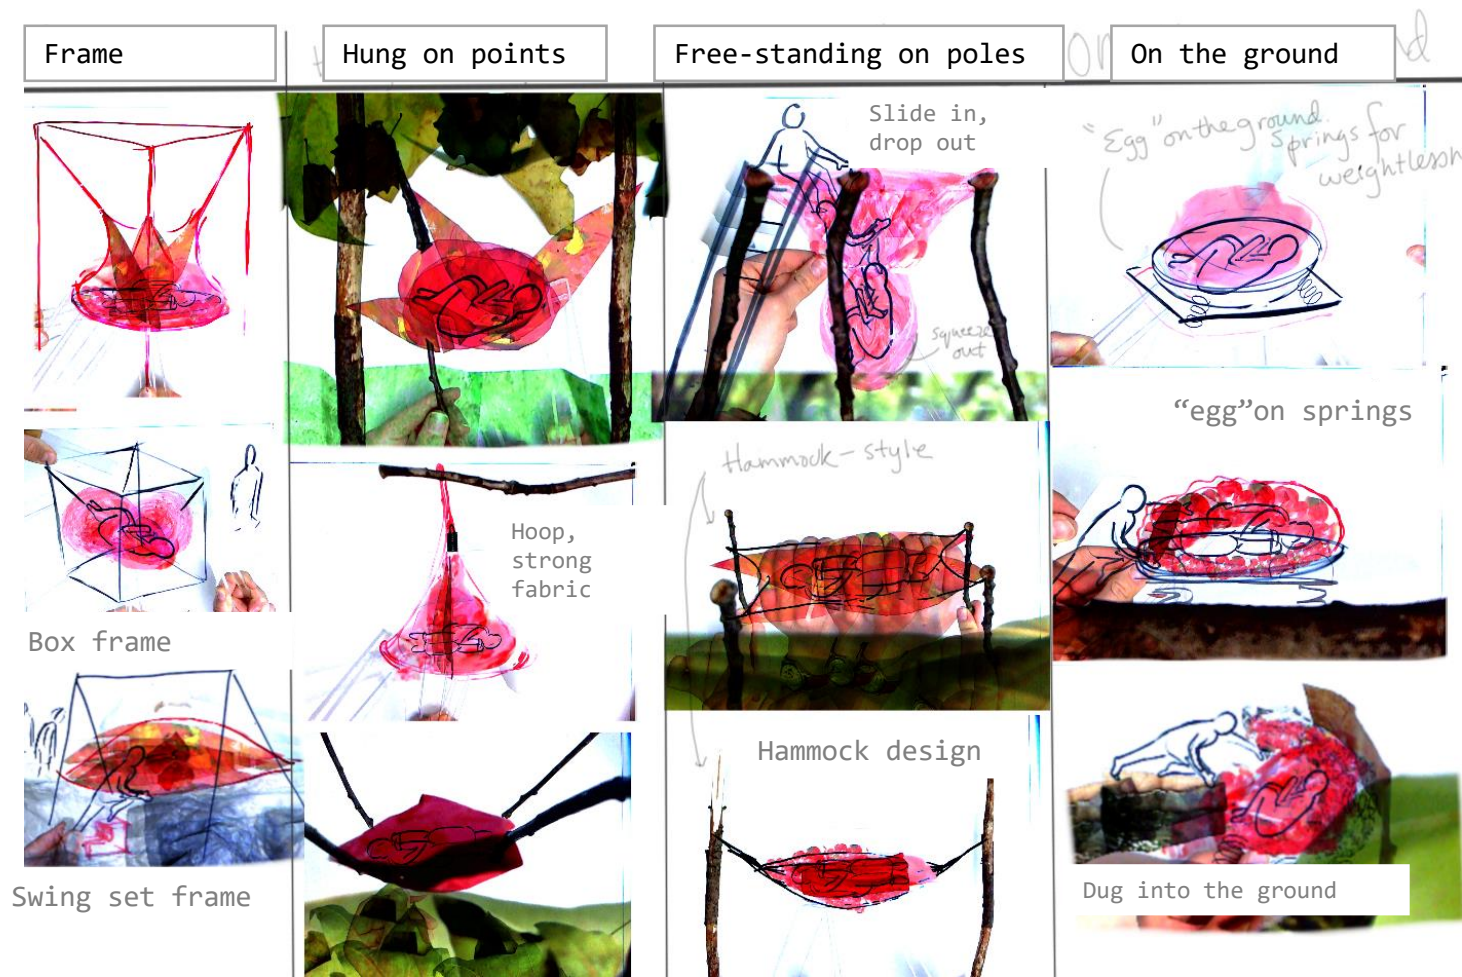 Frame
Hung on points
Free-standing on poles
On the ground
Slide in,
drop out
"Egg" on the ground.
Springs for
squeeze
out
"egg"on springs
Hammock-style
Hoop,
strong
fabric
Box frame
Hammock design
Swing set frame
Dug into the ground